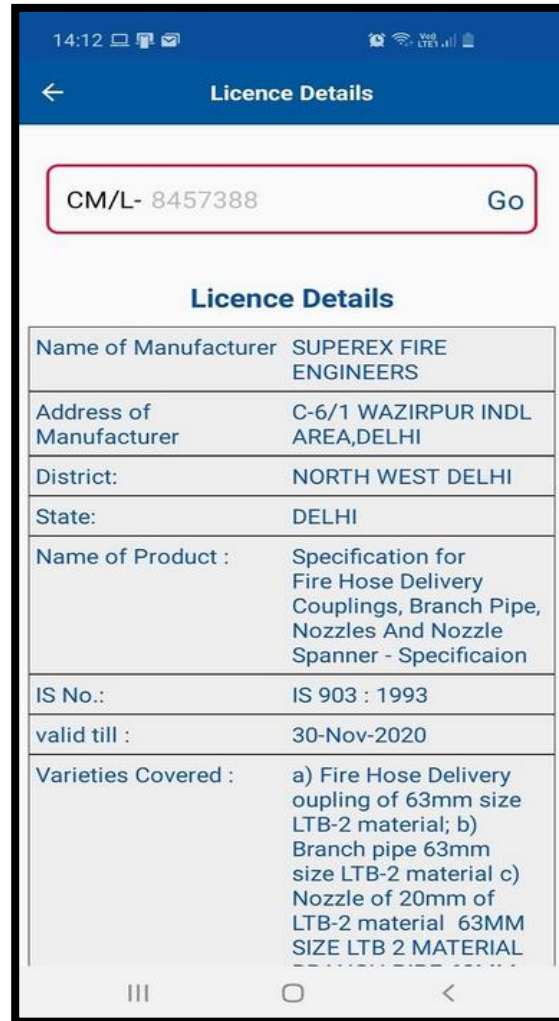 14:12
Licence Details
CM/L- 8457388 Go
Licence Details
Name of Manufacturer SUPEREX FIRE
ENGINEERS
Address of C-6/1 WAZIRPUR INDL
Manufacturer AREA,DELHI
District: NORTH WEST DELHI
State: DELHI
Name of Product : Specification for
Fire Hose Delivery
Couplings, Branch Pipe,
Nozzles And Nozzle
Spanner - Specificaion
IS No.: IS 903 : 1993
valid till : 30-Nov-2020
Varieties Covered : a) Fire Hose Delivery
oupling of 63mm size
LTB-2 material; b)
Branch pipe 63mm
size LTB-2 material c)
Nozzle of 20mm of
LTB-2 material 63MM
SIZE LTB 2 MATERIAL